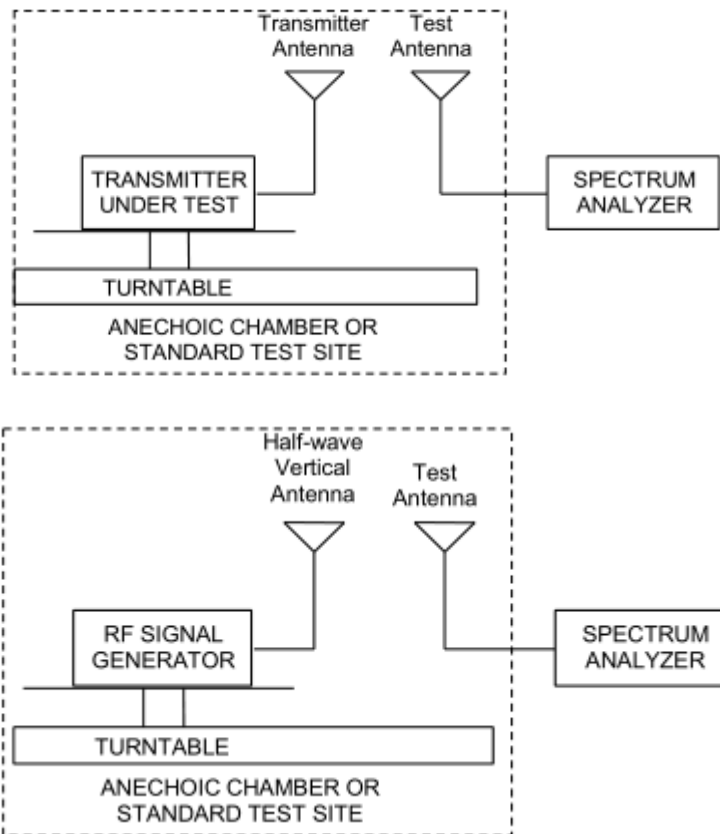 Transmitter
Antenna
Test
Antenna
TRANSMITTER
UNDER TEST
SPECTRUM
ANALYZER
TURNTABLE
ANECHOIC CHAMBER OR
STANDARD TEST SITE
Half-wave
Vertical
Antenna
Test
Antenna
RF SIGNAL
GENERATOR
SPECTRUM
ANALYZER
TURNTABLE
ANECHOIC CHAMBER OR
STANDARD TEST SITE